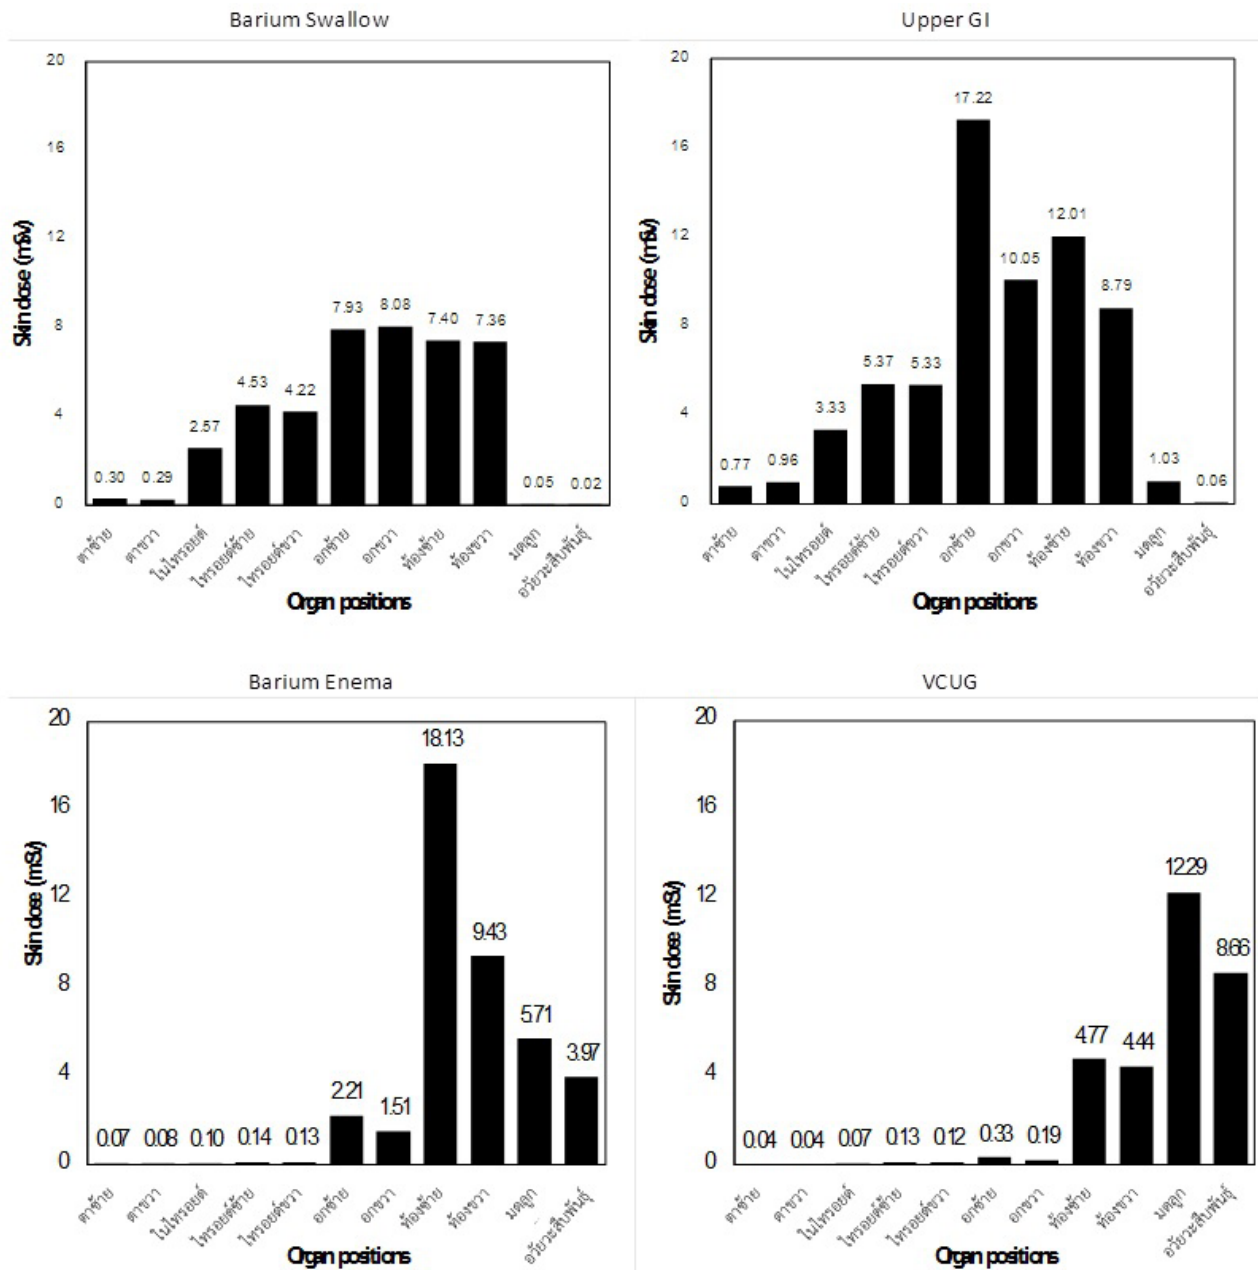 Barium Swallow
20
16
12
8
4
0
Skin dose (mSv)
0.30
0.29
2.57
4.53
4.22
7.93
8.08
7.40
7.36
0.05
0.02
ตาซ้าย
ตาขวา
ในไทรอยด์
ไทรอยด์ซ้าย
ไทรอยด์ขวา
อกซ้าย
อกขวา
ท้องซ้าย
ท้องขวา
มดลูก
อวัยวะสืบพันธุ์
Organ positions
Upper GI
20
16
12
8
4
0
Skin dose (mSv)
0.77
0.96
3.33
5.37
5.33
17.22
10.05
12.01
8.79
1.03
0.06
ตาซ้าย
ตาขวา
ในไทรอยด์
ไทรอยด์ซ้าย
ไทรอยด์ขวา
อกซ้าย
อกขวา
ท้องซ้าย
ท้องขวา
มดลูก
อวัยวะสืบพันธุ์
Organ positions
Barium Enema
20
16
12
8
4
0
Skin dose (mSv)
0.07
0.08
0.10
0.14
0.13
2.21
1.51
18.13
9.43
5.71
3.97
ตาซ้าย
ตาขวา
ในไทรอยด์
ไทรอยด์ซ้าย
ไทรอยด์ขวา
อกซ้าย
อกขวา
ท้องซ้าย
ท้องขวา
มดลูก
อวัยวะสืบพันธุ์
Organ positions
VCUG
20
16
12
8
4
0
Skin dose (mSv)
0.04
0.04
0.07
0.13
0.12
0.33
0.19
4.77
4.44
12.29
8.66
ตาซ้าย
ตาขวา
ในไทรอยด์
ไทรอยด์ซ้าย
ไทรอยด์ขวา
อกซ้าย
อกขวา
ท้องซ้าย
ท้องขวา
มดลูก
อวัยวะสืบพันธุ์
Organ positions